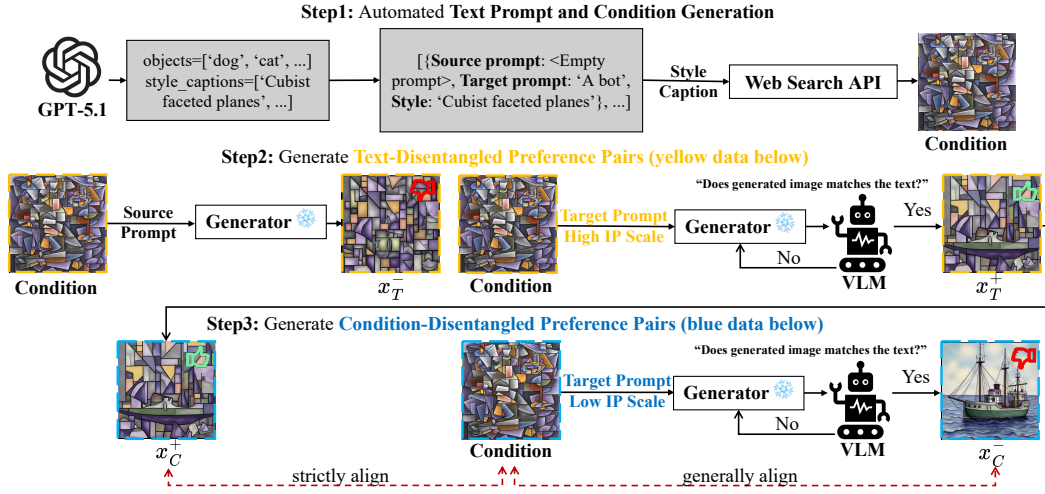 Step1: Automated Text Prompt and Condition Generation
GPT-5.1
objects=['dog', 'cat', ...]
style_captions=['Cubist
faceted planes', ...]
[{Source prompt: <Empty
prompt>, Target prompt: 'A bot',
Style: 'Cubist faceted planes'}, ...]
Style
Caption
Web Search API
Condition
Step2: Generate Text-Disentangled Preference Pairs (yellow data below)
Condition
Source
Prompt
Generator
x_T^-
Condition
Target Prompt
High IP Scale
Generator
"Does generated image matches the text?"
No
VLM
Yes
x_T^+
Step3: Generate Condition-Disentangled Preference Pairs (blue data below)
x_C^+
Condition
Target Prompt
Low IP Scale
Generator
"Does generated image matches the text?"
No
VLM
Yes
x_C^-
strictly align
generally align